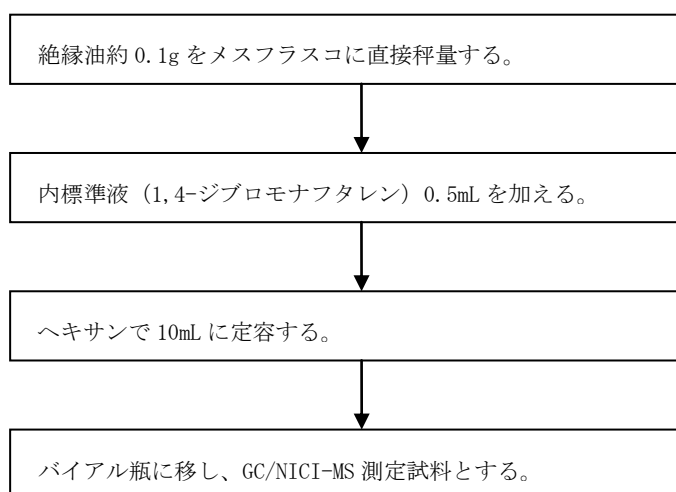 絶縁油約 0.1g をメスフラスコに直接秤量する。
内標準液（1,4-ジブロモナフタレン）0.5mL を加える。
ヘキサンで 10mL に定容する。
バイアル瓶に移し、GC/NICI-MS 測定試料とする。